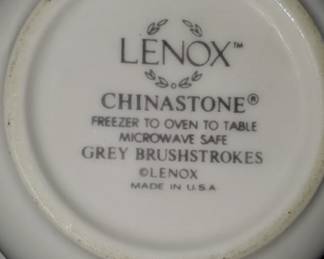 LENOX™
CHINASTONE®
FREEZER TO OVEN TO TABLE
MICROWAVE SAFE
GREY BRUSHSTROKES
©LENOX
MADE IN U.S.A